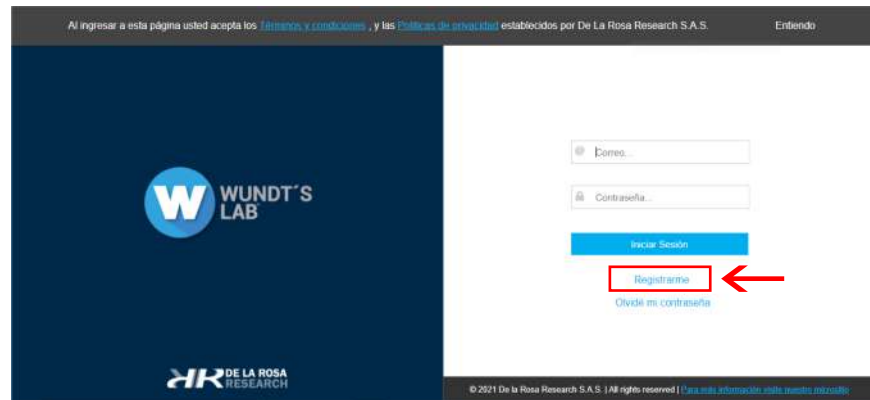 Al ingresar a esta página usted acepta los Términos y condiciones , y las Políticas de privacidad establecidos por De La Rosa Research S.A.S. Entiendo
W WUNDT´S
LAB
Correo...
Contraseña...
Iniciar Sesión
Registrarme
Olvidé mi contraseña
DE LA ROSA
RESEARCH
© 2021 De la Rosa Research S.A.S. | All rights reserved | Para más información visite nuestro micrositio